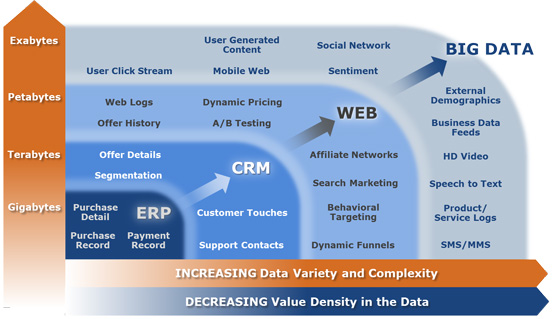 Exabytes
User Generated
Content
Social Network
BIG DATA
User Click Stream
Mobile Web
Sentiment
Petabytes
Web Logs
Dynamic Pricing
WEB
External
Demographics
Offer History
A/B Testing
Business Data
Feeds
Terabytes
Offer Details
CRM
Affiliate Networks
HD Video
Segmentation
Search Marketing
Speech to Text
Gigabytes
Purchase
Detail
ERP
Customer Touches
Behavioral
Targeting
Product/
Service Logs
Purchase
Record
Payment
Record
Support Contacts
Dynamic Funnels
SMS/MMS
INCREASING Data Variety and Complexity
DECREASING Value Density in the Data